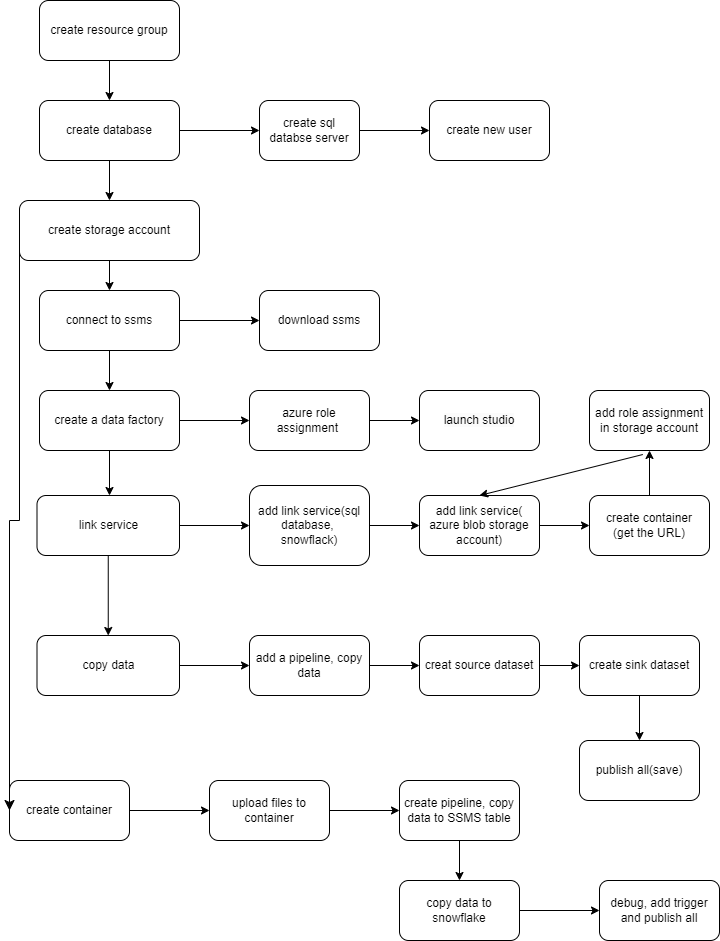 create resource group
create database
create sql
databse server
create new user
create storage account
connect to ssms
download ssms
create a data factory
azure role
assignment
launch studio
add role assignment
in storage account
link service
add link service(sql
database,
snowflack)
add link service(
azure blob storage
account)
create container
(get the URL)
copy data
add a pipeline, copy
data
creat source dataset
create sink dataset
publish all(save)
create container
upload files to
container
create pipeline, copy
data to SSMS table
copy data to
snowflake
debug, add trigger
and publish all